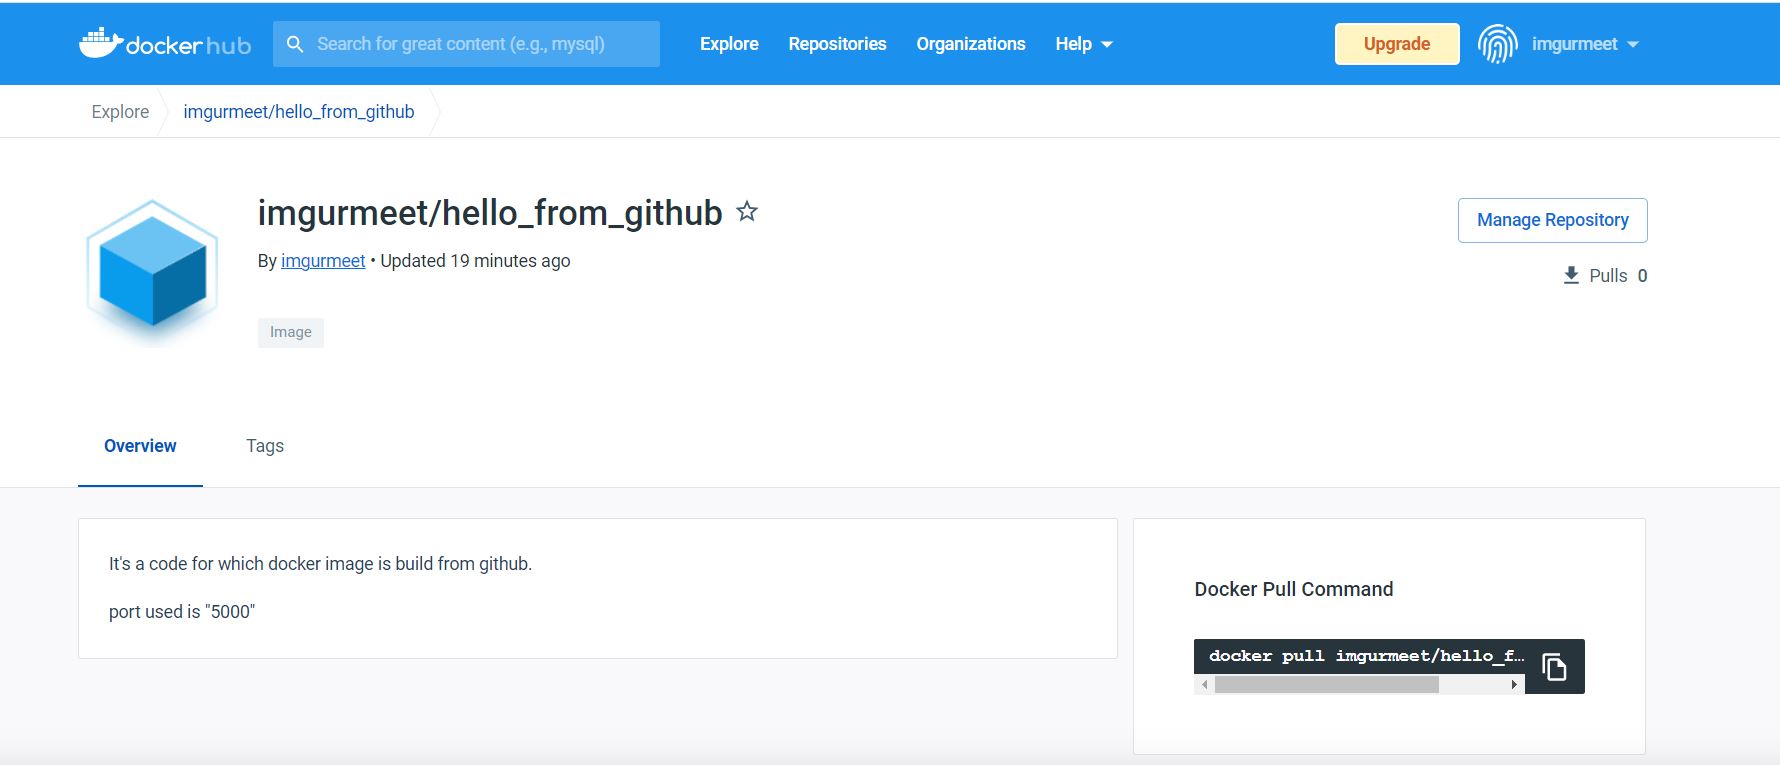 dockerhub
Search for great content (e.g., mysql)
Explore
Repositories
Organizations
Help
Upgrade
imgurmeet
Explore
imgurmeet/hello_from_github
imgurmeet/hello_from_github
By imgurmeet • Updated 19 minutes ago
Manage Repository
Pulls 0
Image
Overview
Tags
It's a code for which docker image is build from github.
port used is "5000"
Docker Pull Command
docker pull imgurmeet/hello_f…